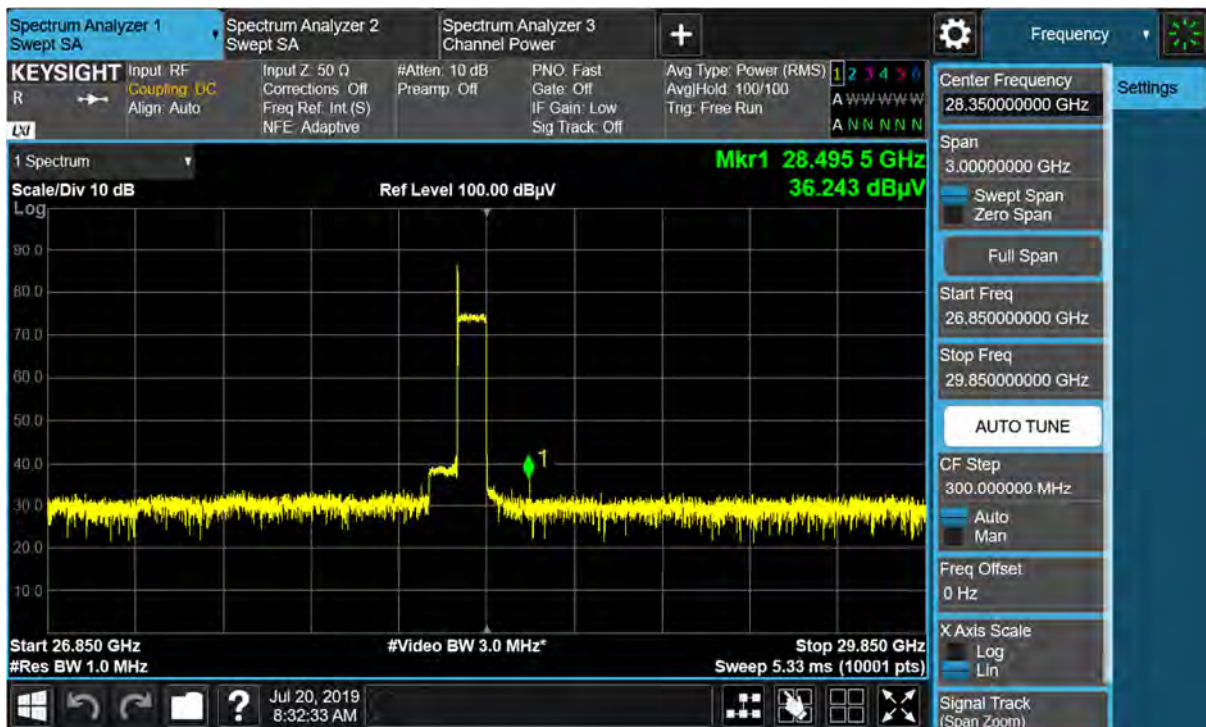 Spectrum Analyzer 1
Swept SA
Spectrum Analyzer 2
Swept SA
Spectrum Analyzer 3
Channel Power
+
Frequency
KEYSIGHT
R
LXI
Input: RF
Coupling: DC
Align: Auto
Input Z: 50 Ω
Corrections: Off
Freq Ref: Int (S)
NFE: Adaptive
#Atten: 10 dB
Preamp: Off
PNO: Fast
Gate: Off
IF Gain: Low
Sig Track: Off
Avg Type: Power (RMS)
Avg|Hold: 100/100
Trig: Free Run
1 2 3 4 5 6
A W W W W W
A N N N N N
1 Spectrum
Scale/Div 10 dB
Ref Level 100.00 dBµV
Mkr1 28.495 5 GHz
36.243 dBµV
Log
90.0
80.0
70.0
60.0
50.0
40.0
30.0
20.0
10.0
1
Start 26.850 GHz
#Res BW 1.0 MHz
#Video BW 3.0 MHz*
Stop 29.850 GHz
Sweep 5.33 ms (10001 pts)
?
Jul 20, 2019
8:32:33 AM
Center Frequency
28.350000000 GHz
Settings
Span
3.00000000 GHz
Swept Span
Zero Span
Full Span
Start Freq
26.850000000 GHz
Stop Freq
29.850000000 GHz
AUTO TUNE
CF Step
300.000000 MHz
Auto
Man
Freq Offset
0 Hz
X Axis Scale
Log
Lin
Signal Track
(Span Zoom)